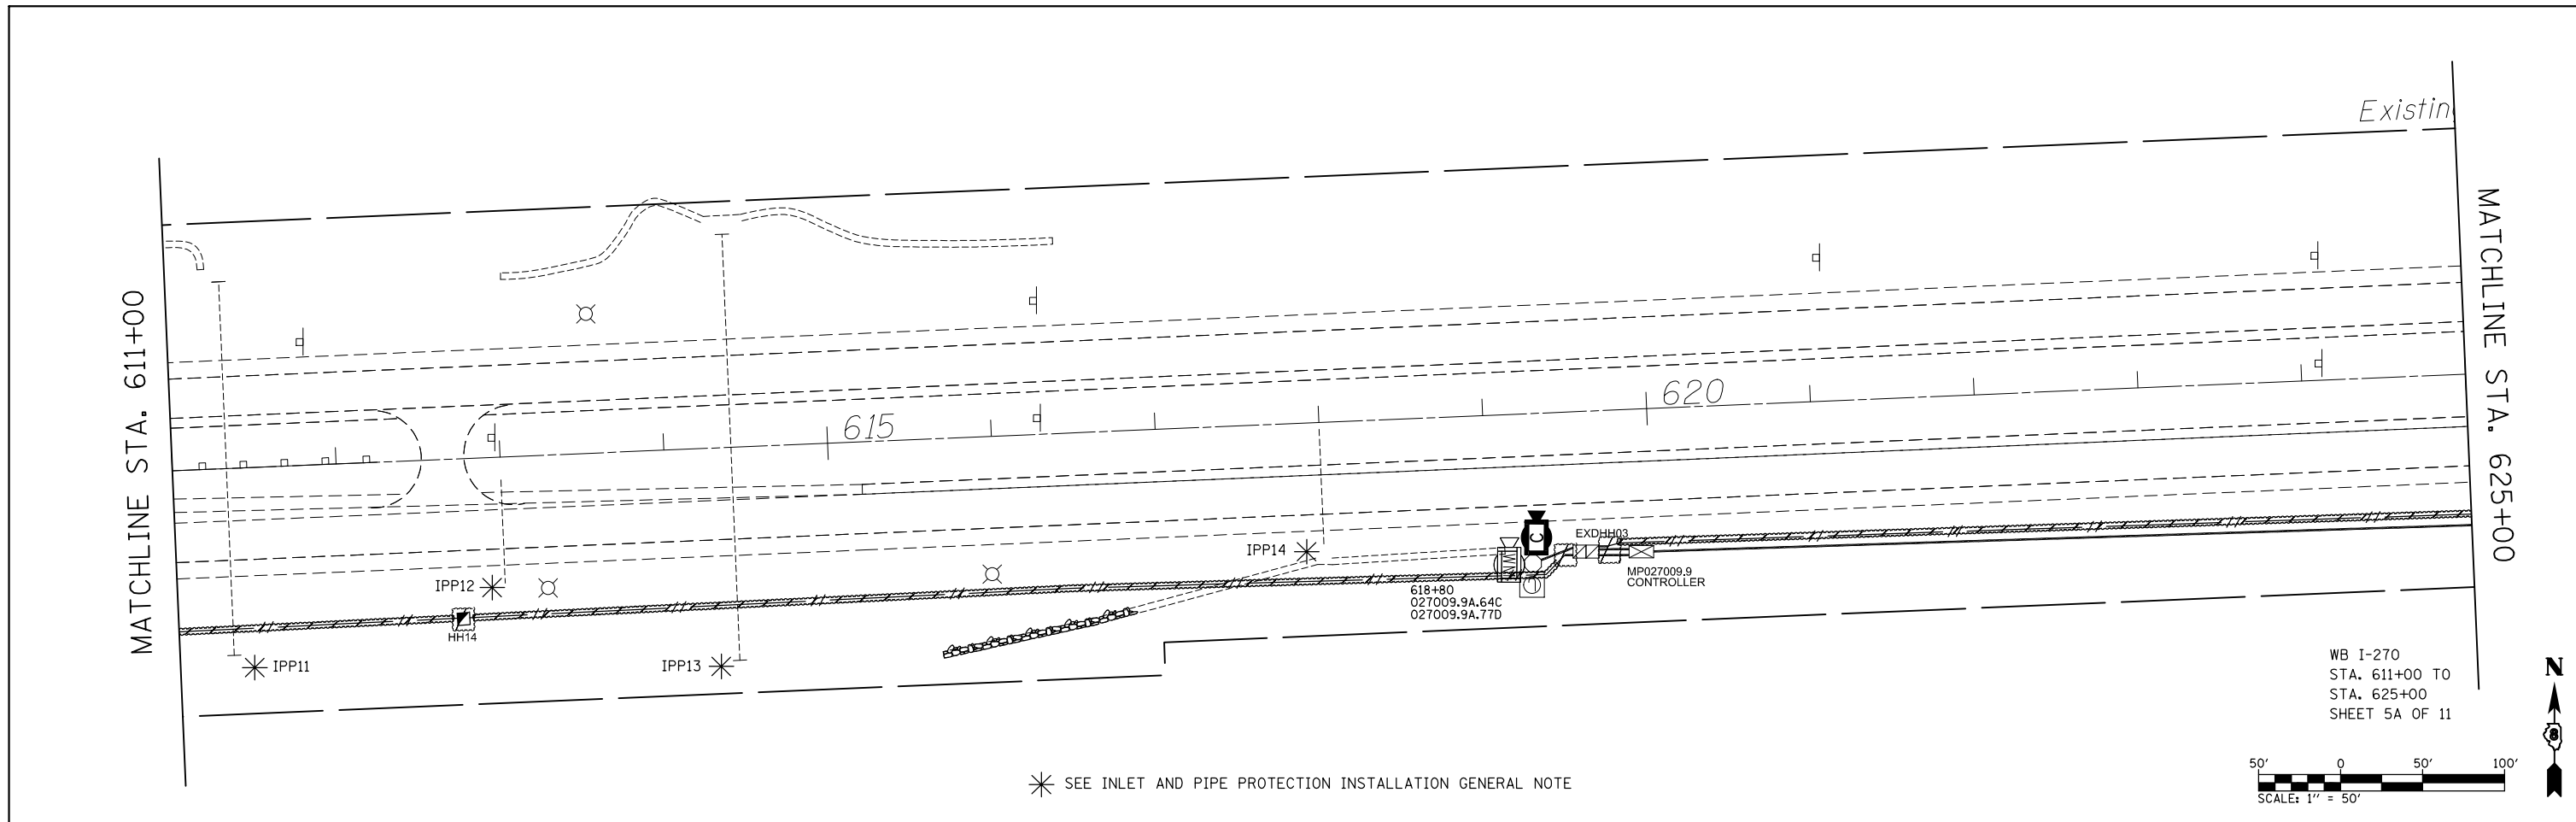 Existin
MATCHLINE STA. 611+00
MATCHLINE STA. 625+00
615
620
IPP14
C
EXDHH03
MP027009.9
CONTROLLER
IPP12
618+80
027009.9A.64C
027009.9A.77D
HH14
IPP11
IPP13
WB I-270
STA. 611+00 TO
STA. 625+00
SHEET 5A OF 11
N
8
SEE INLET AND PIPE PROTECTION INSTALLATION GENERAL NOTE
50' 0 50' 100'
SCALE: 1" = 50'